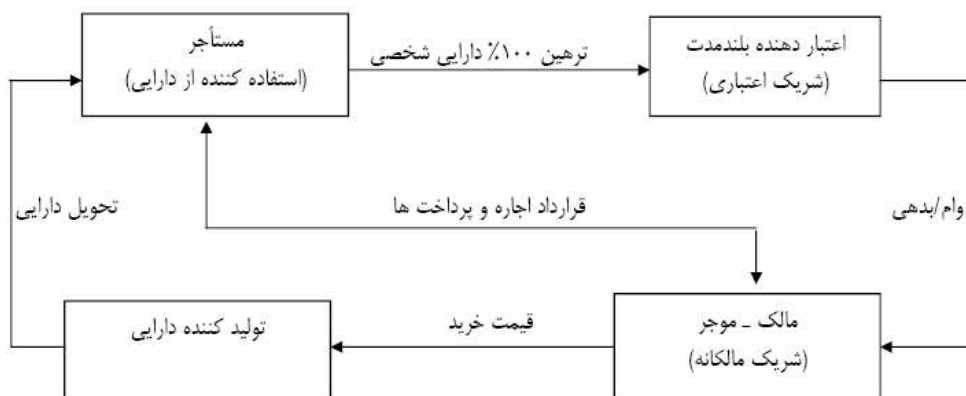 مستأجر
(استفاده کننده از دارایی)
ترهین ۱۰۰٪ دارایی شخصی
اعتبار دهنده بلندمدت
(شریک اعتباری)
تحویل دارایی
قرارداد اجاره و پرداخت ها
وام/بدهی
تولید کننده دارایی
قیمت خرید
مالک - موجر
(شریک مالکانه)